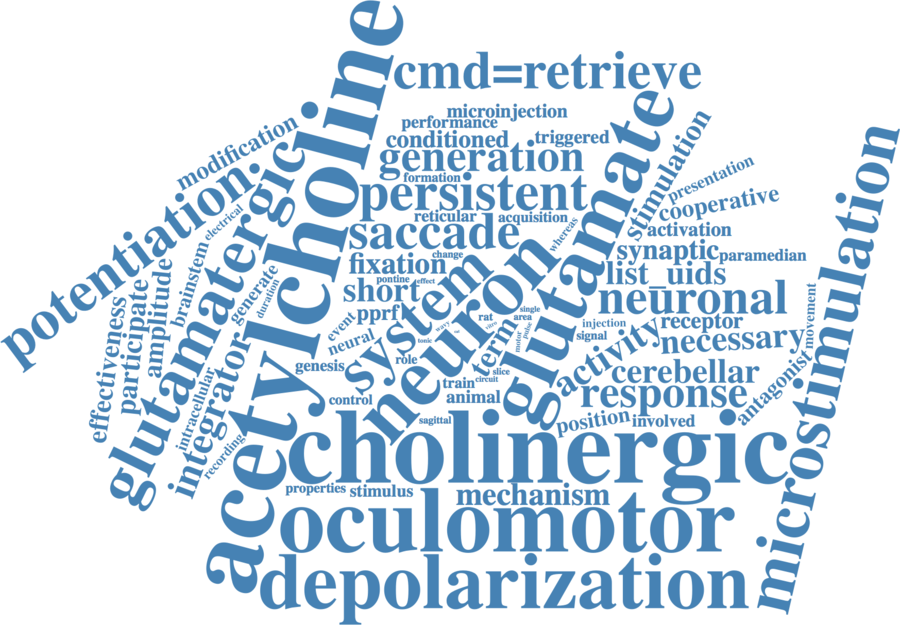 acetylcholine
cmd=retrieve
microinjection
performance
conditioned
triggered
generation
formation
persistent
reticular
acquisition
saccade
change
whereas
fixation
pontine
effect
short
system
event
pprf
neural
wavy
rat
vitro
single
area
tonic
motor
pulse
term
role
genesis
slice
circuit
train
control
animal
neuron
sagittal
glutamate
stimulation
presentation
cooperative
activation
synaptic
paramedian
list_uids
neuronal
movement
injection
signal
receptor
activity
necessary
cerebellar
response
antagonist
position
involved
microstimulation
modification
potentiation
electrical
glutamatergic
brainstem
amplitude
participate
effectiveness
generate
duration
integrator
intracellular
recording
cholinergic
properties
stimulus
mechanism
oculomotor
depolarization